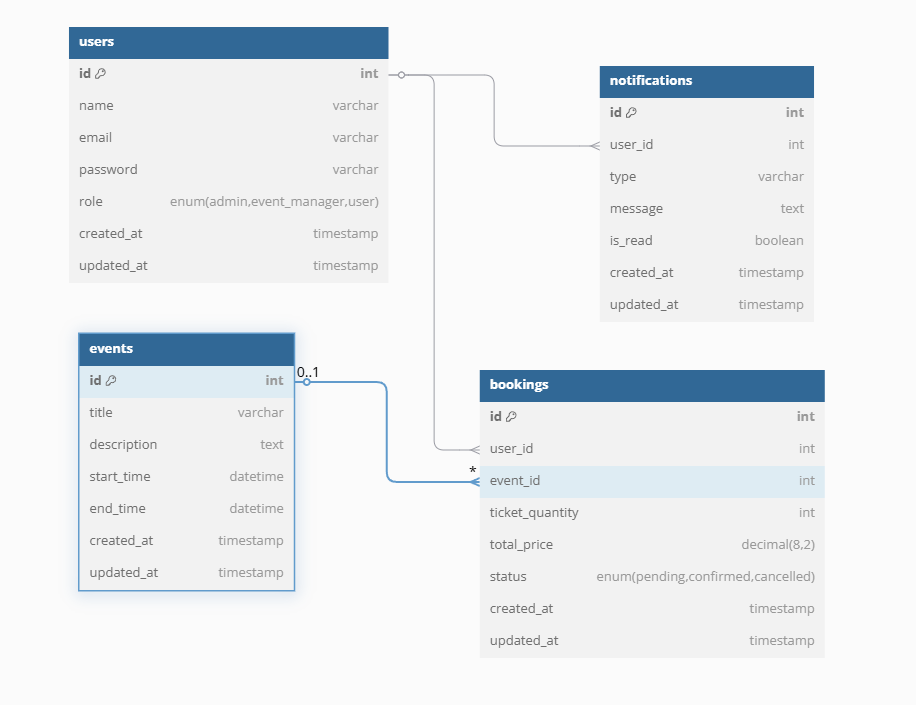 users
id int
name varchar
email varchar
password varchar
role enum(admin,event_manager,user)
created_at timestamp
updated_at timestamp
notifications
id int
user_id int
type varchar
message text
is_read boolean
created_at timestamp
updated_at timestamp
events
id int
title varchar
description text
start_time datetime
end_time datetime
created_at timestamp
updated_at timestamp
0..1
*
bookings
id int
user_id int
event_id int
ticket_quantity int
total_price decimal(8,2)
status enum(pending,confirmed,cancelled)
created_at timestamp
updated_at timestamp